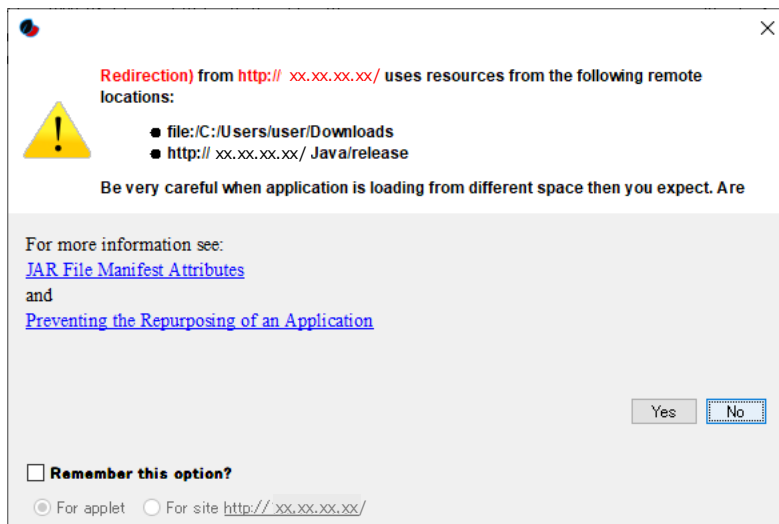 Redirection) from http:// xx.xx.xx.xx/ uses resources from the following remote
locations:
file:/C:/Users/user/Downloads
http:// xx.xx.xx.xx/ Java/release
Be very careful when application is loading from different space then you expect. Are
For more information see:
JAR File Manifest Attributes
and
Preventing the Repurposing of an Application
Yes No
Remember this option?
For applet For site http:// xx.xx.xx.xx/